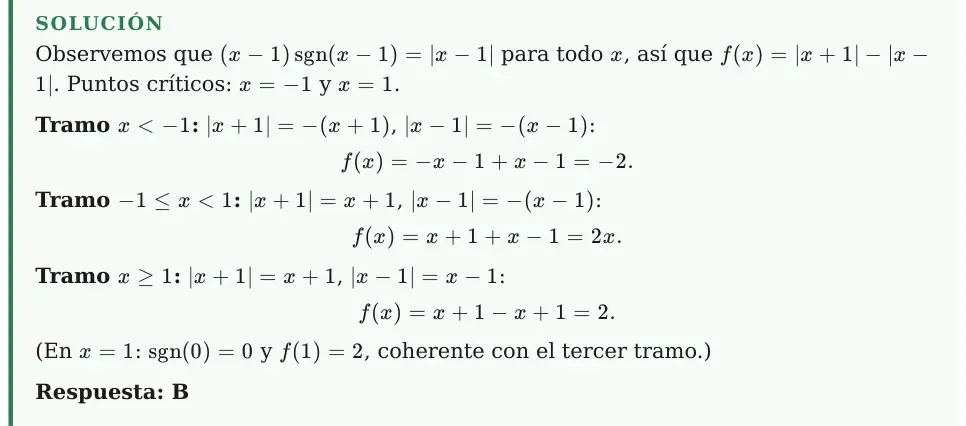 SOLUCIÓN
Observemos que (x − 1) sgn(x − 1) = |x − 1| para todo x, así que f(x) = |x + 1| − |x −
1|. Puntos críticos: x = −1 y x = 1.
Tramo x < −1: |x + 1| = −(x + 1), |x − 1| = −(x − 1):
f(x) = −x − 1 + x − 1 = −2.
Tramo −1 ≤ x < 1: |x + 1| = x + 1, |x − 1| = −(x − 1):
f(x) = x + 1 + x − 1 = 2x.
Tramo x ≥ 1: |x + 1| = x + 1, |x − 1| = x − 1:
f(x) = x + 1 − x + 1 = 2.
(En x = 1: sgn(0) = 0 y f(1) = 2, coherente con el tercer tramo.)
Respuesta: B